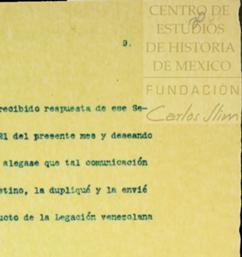 CENTRO DE
ESTUDIOS
DE HISTORIA
DE MEXICO
FUNDACIÓN
Carlos Slim
9.
recibido respuesta de ese Se-
21 del presente mes y deseando
alegase que tal comunicación
stino, la dupliqué y la envié
ucto de la Legación venezolana